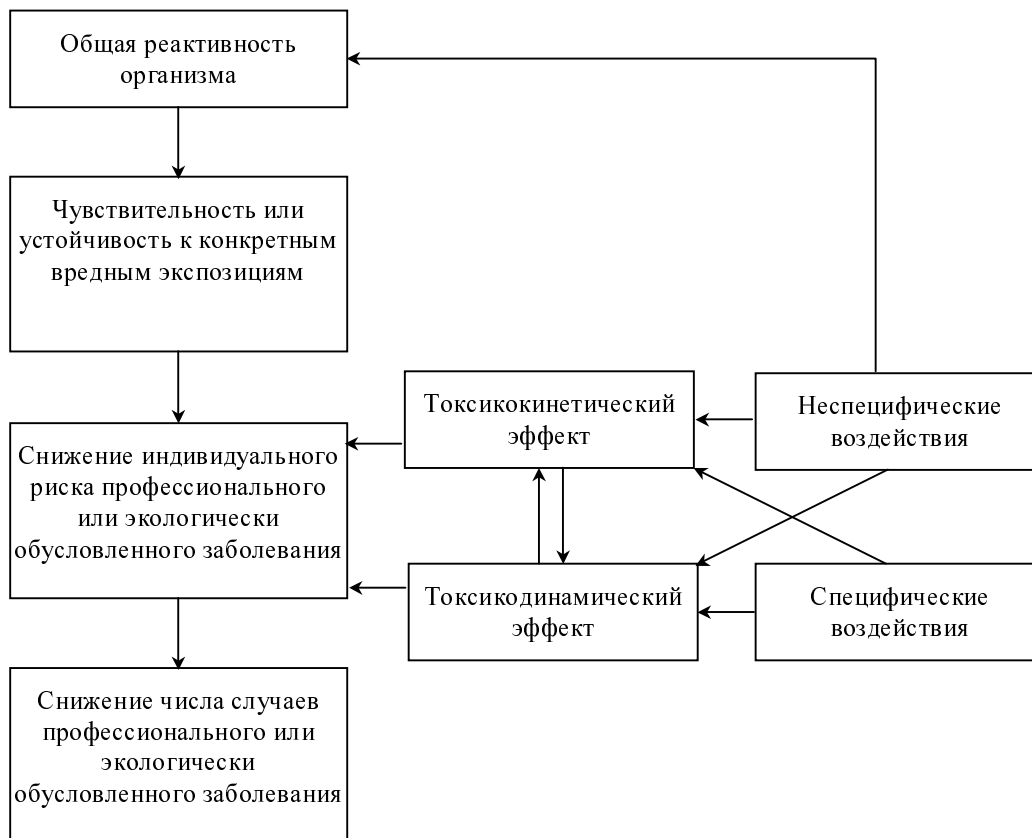 Общая реактивность
организма
Чувствительность или
устойчивость к конкретным
вредным экспозициям
Токсикокинетический
эффект
Неспецифические
воздействия
Снижение индивидуального
риска профессионального
или экологически
обусловленного заболевания
Токсикодинамический
эффект
Специфические
воздействия
Снижение числа случаев
профессионального или
экологически
обусловленного заболевания